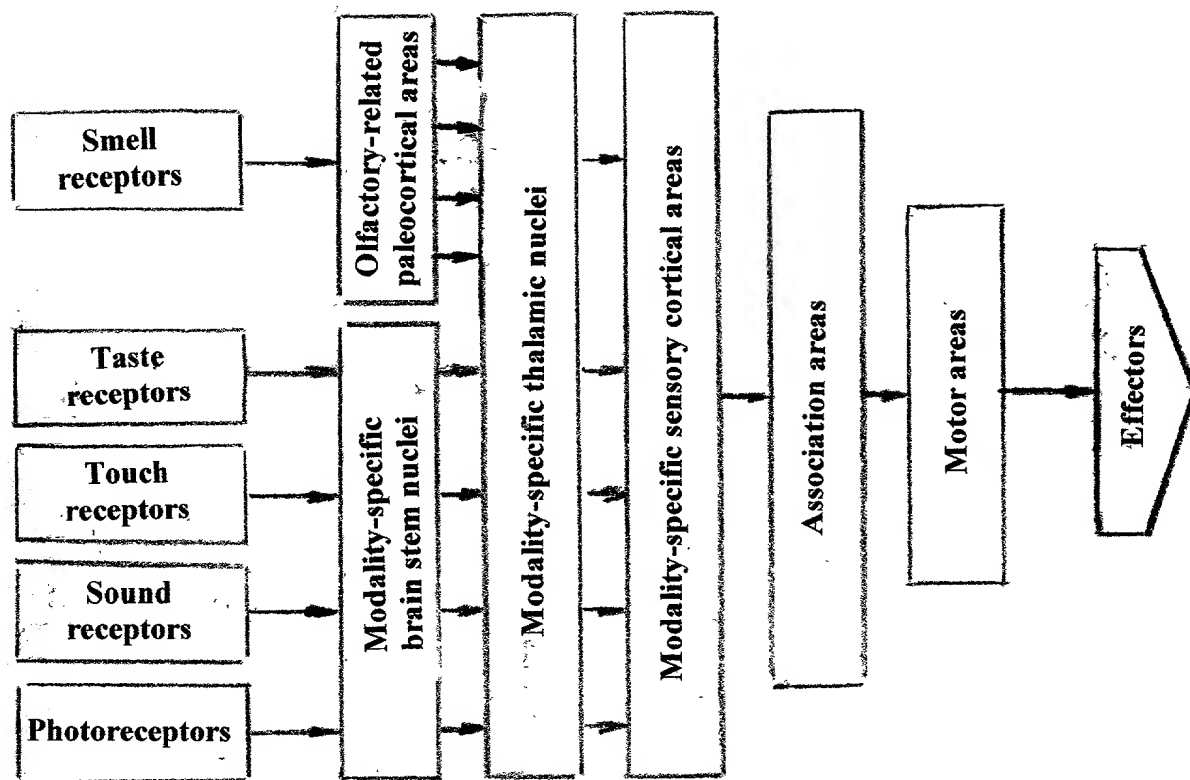 Smell
receptors
Taste
receptors
Touch
receptors
Sound
receptors
Photoreceptors
Olfactory-related
paleocortical areas
Modality-specific
brain stem nuclei
Modality-specific thalamic nuclei
Modality-specific sensory cortical areas
Association areas
Motor areas
Effectors